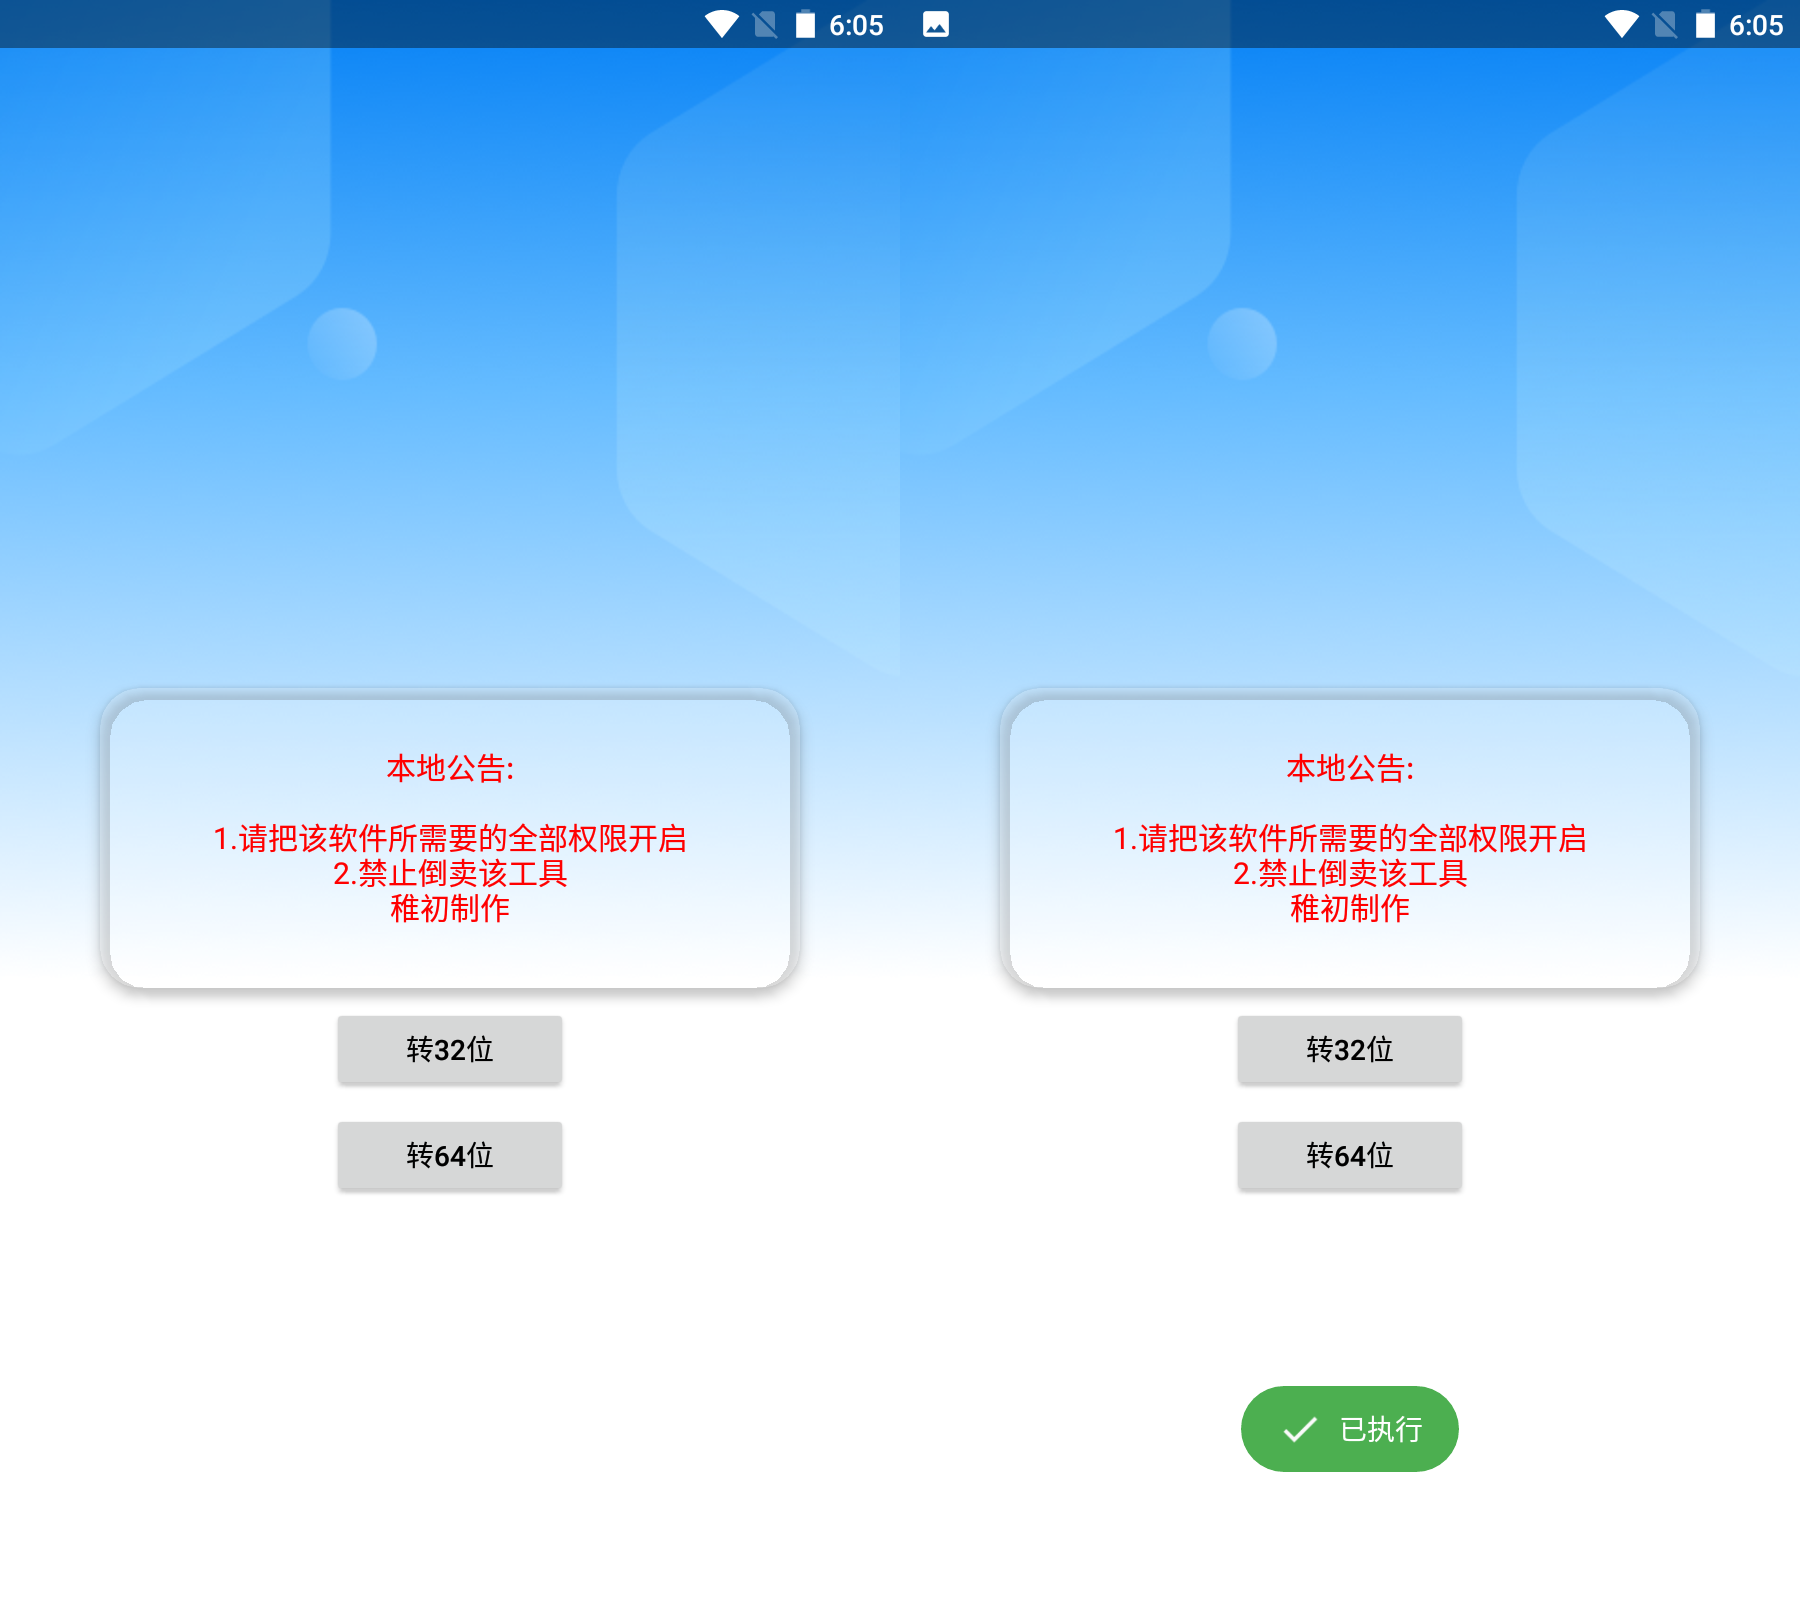 6:05
本地公告:
1.请把该软件所需要的全部权限开启
2.禁止倒卖该工具
稚初制作
转32位
转64位
6:05
本地公告:
1.请把该软件所需要的全部权限开启
2.禁止倒卖该工具
稚初制作
转32位
转64位
已执行